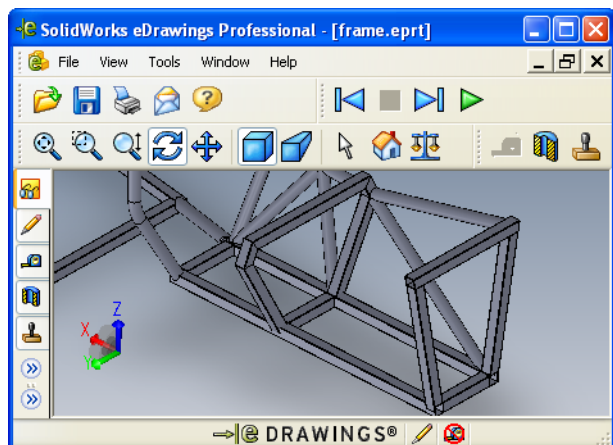 SolidWorks eDrawings Professional - [frame.eprt]
File View Tools Window Help
Z
X
Y
e DRAWINGS®